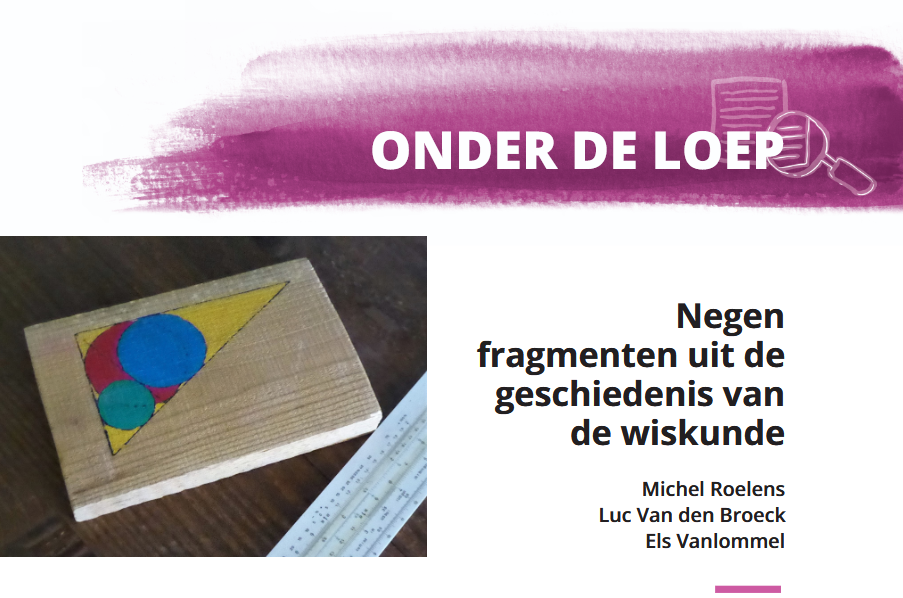 ONDER DE LOEP
Negen
fragmenten uit de
geschiedenis van
de wiskunde
Michel Roelens
Luc Van den Broeck
Els Vanlommel